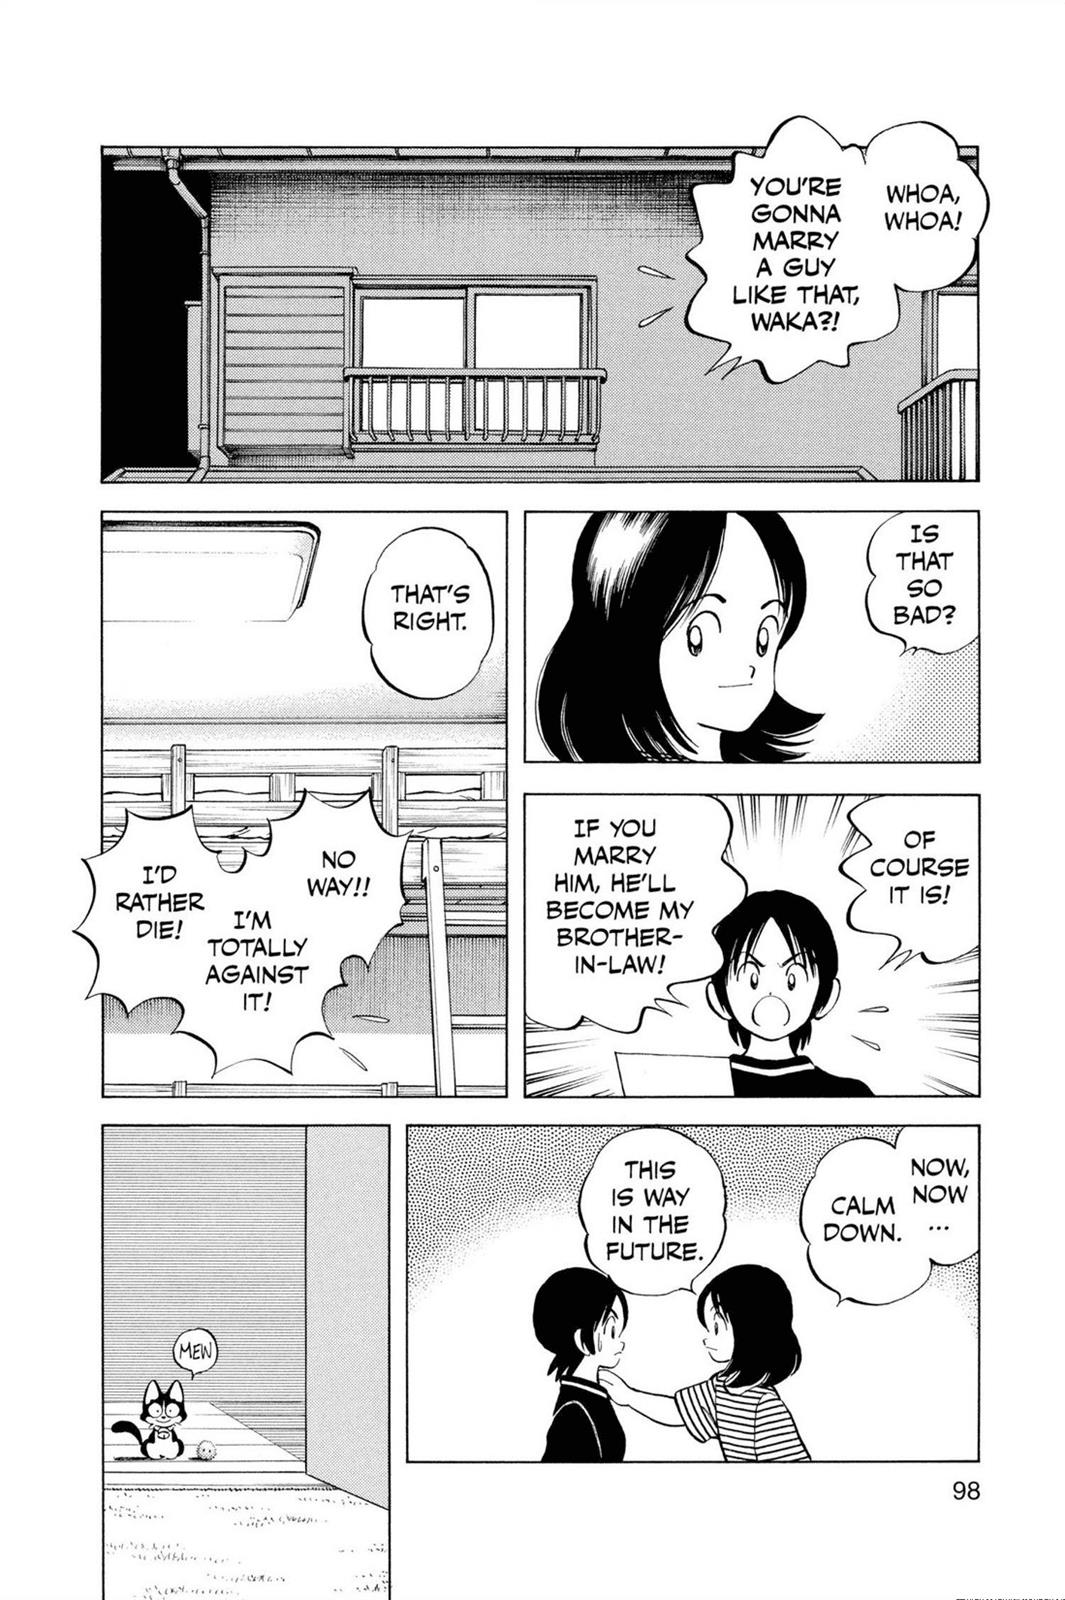 WHOA,
WHOA!
YOU'RE
GONNA
MARRY
A GUY
LIKE THAT,
WAKA?!
IS
THAT
SO
BAD?
OF
COURSE
IT IS!
IF YOU
MARRY
HIM, HE'LL
BECOME MY
BROTHER-
IN-LAW!
THAT'S
RIGHT.
NO
WAY!!
I'M
TOTALLY
AGAINST
IT!
I'D
RATHER
DIE!
NOW,
NOW
...
CALM
DOWN.
THIS
IS WAY
IN THE
FUTURE.
MEW
98